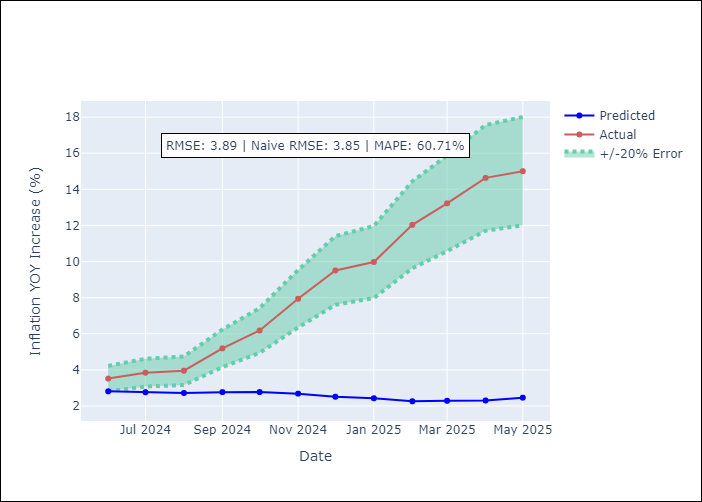 18
16
14
12
10
8
6
4
2
Inflation YOY Increase (%)
RMSE: 3.89 | Naive RMSE: 3.85 | MAPE: 60.71%
Predicted
Actual
+/-20% Error
Jul 2024 Sep 2024 Nov 2024 Jan 2025 Mar 2025 May 2025
Date